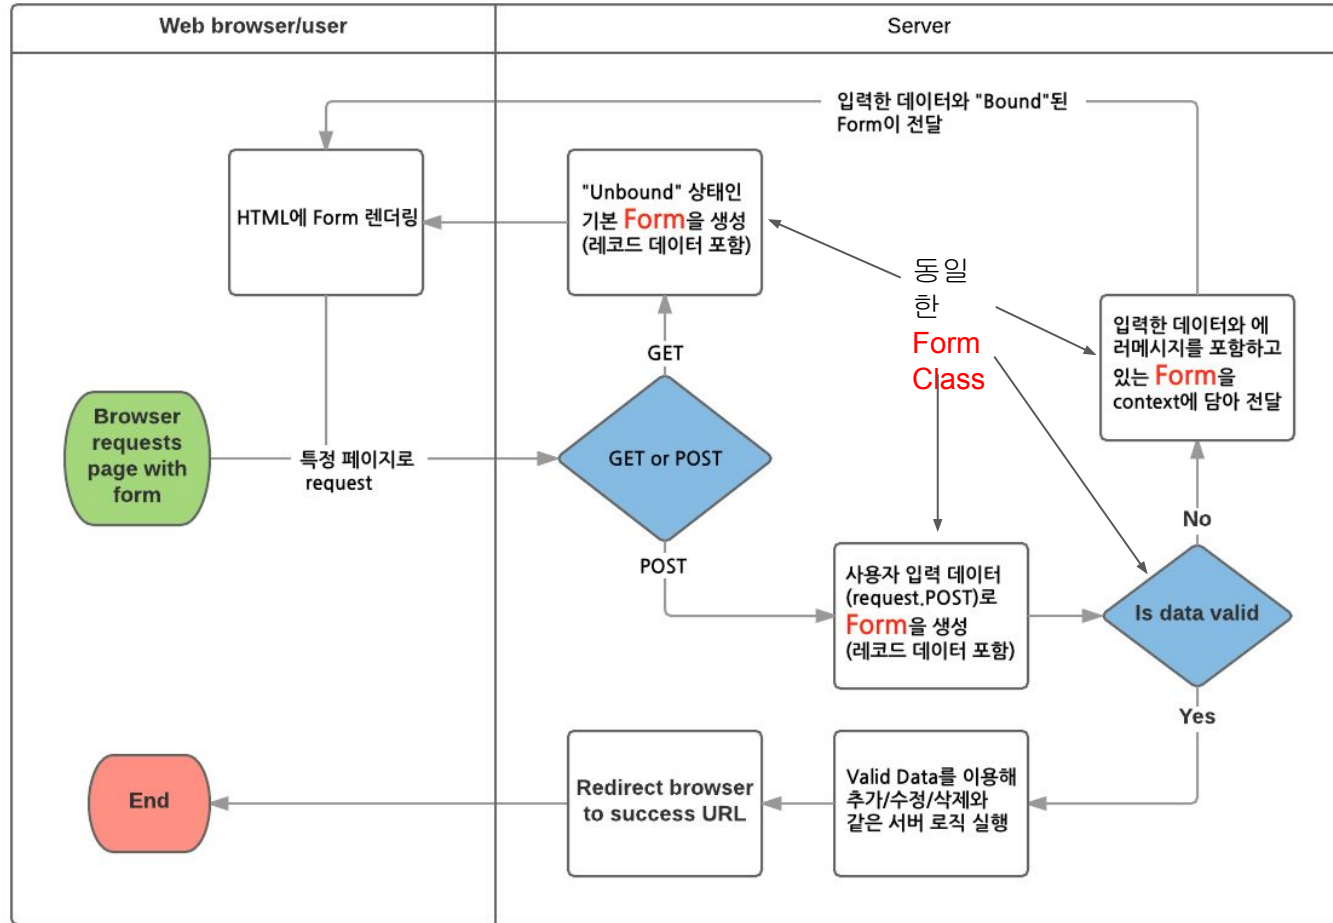 Web browser/user
Server
입력한 데이터와 "Bound"된
Form이 전달
HTML에 Form 렌더링
"Unbound" 상태인
기본 Form을 생성
(레코드 데이터 포함)
동일
한
Form
Class
입력한 데이터와 에
러메시지를 포함하고
있는 Form을
context에 담아 전달
GET
Browser
requests
page with
form
특정 페이지로
request
GET or POST
No
POST
사용자 입력 데이터
(request.POST)로
Form을 생성
(레코드 데이터 포함)
Is data valid
Yes
End
Redirect browser
to success URL
Valid Data를 이용해
추가/수정/삭제와
같은 서버 로직 실행